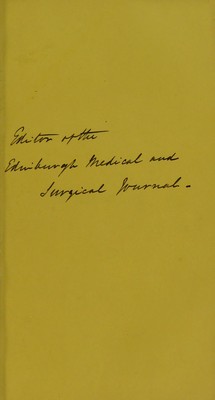 Editor of the
Edinburgh Medical and
Surgical Journal -